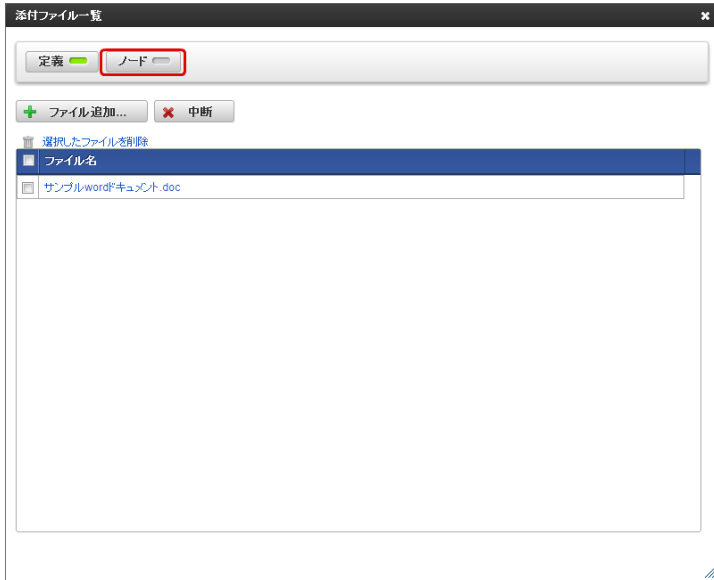 添付ファイル一覧
定義 ノード
ファイル追加... 中断
選択したファイルを削除
ファイル名
サンプルwordドキュメント.doc